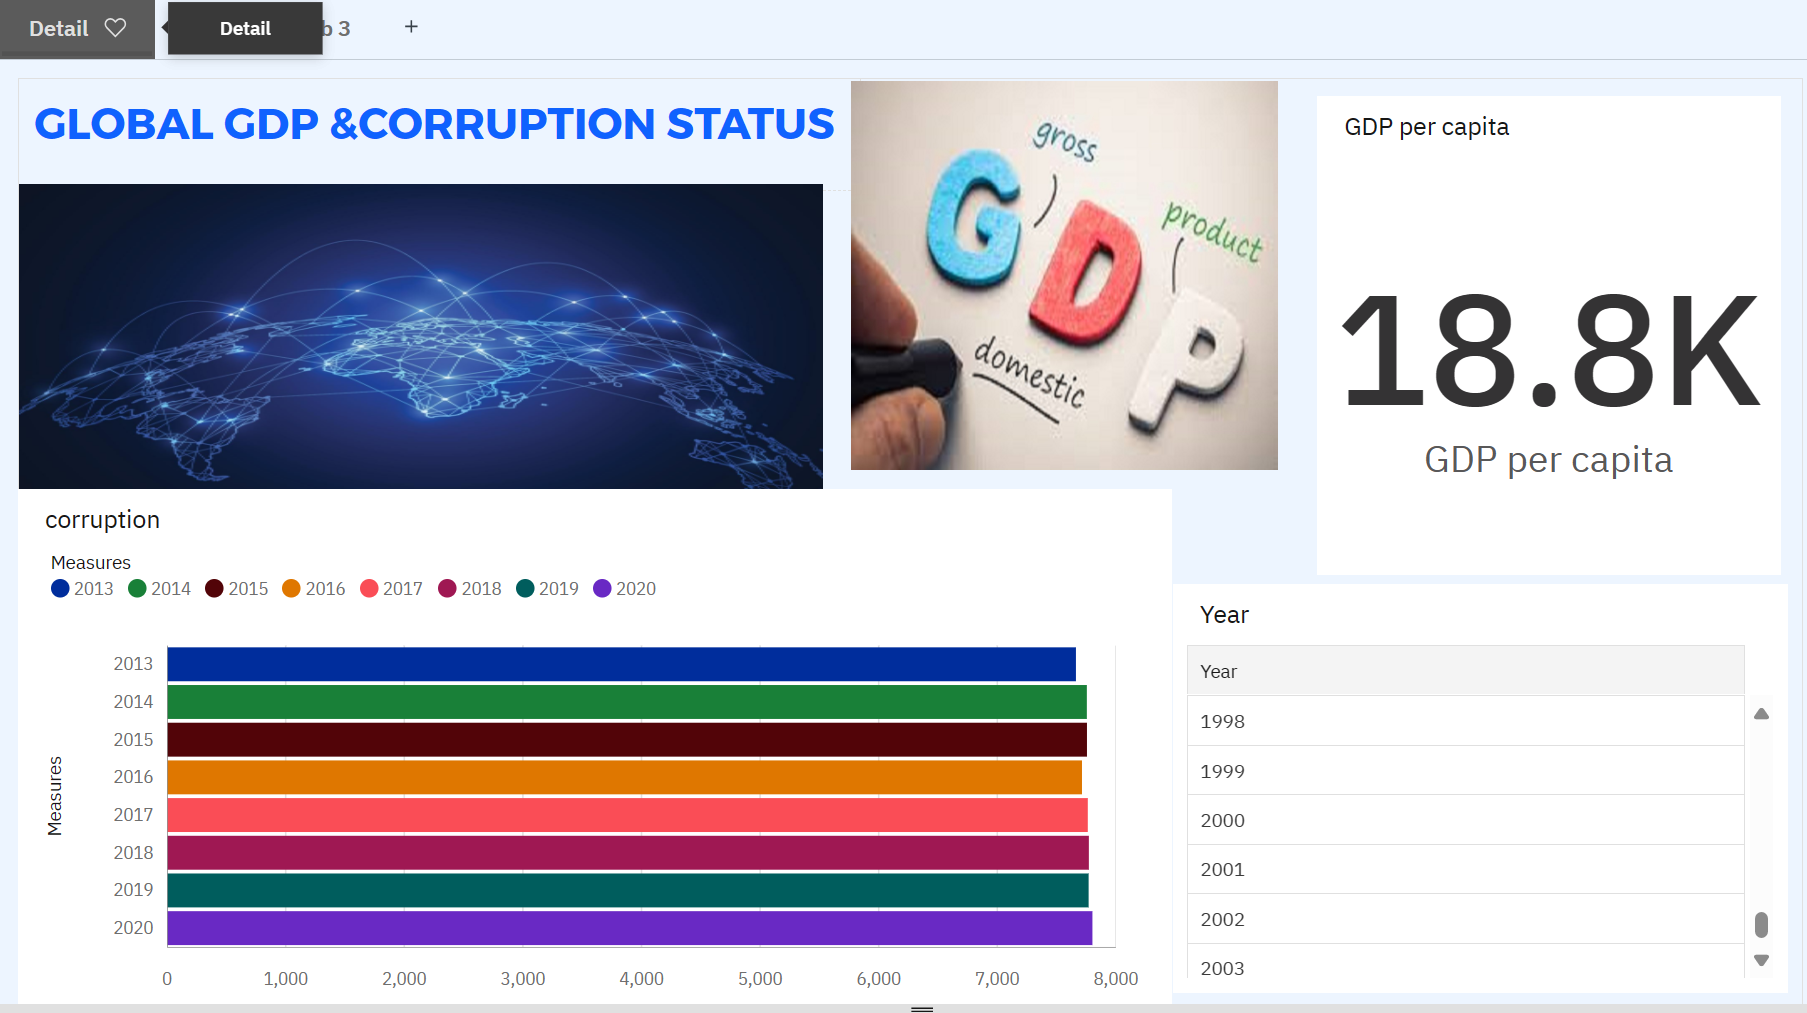 Detail
Detail
b 3
+
GLOBAL GDP &CORRUPTION STATUS
gross
product
GDP
domestic
GDP per capita
18.8K
GDP per capita
corruption
Measures
2013 2014 2015 2016 2017 2018 2019 2020
Measures
2013
2014
2015
2016
2017
2018
2019
2020
0 1,000 2,000 3,000 4,000 5,000 6,000 7,000 8,000
Year
Year
1998
1999
2000
2001
2002
2003